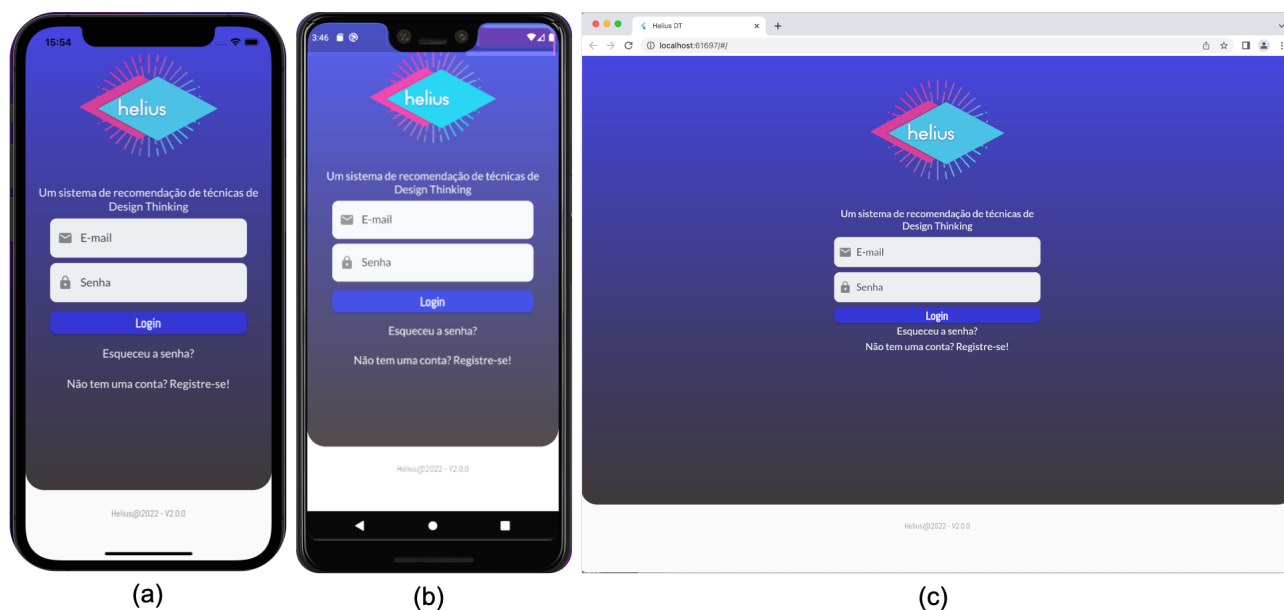 15:54
helius
Um sistema de recomendação de técnicas de
Design Thinking
E-mail
Senha
Login
Esqueceu a senha?
Não tem uma conta? Registre-se!
Helius@2022 - V2.0.0
(a)
3:46
helius
Um sistema de recomendação de técnicas de
Design Thinking
E-mail
Senha
Login
Esqueceu a senha?
Não tem uma conta? Registre-se!
Helius@2022 - V2.0.0
(b)
Helius DT
localhost:61697/#/
helius
Um sistema de recomendação de técnicas de
Design Thinking
E-mail
Senha
Login
Esqueceu a senha?
Não tem uma conta? Registre-se!
Helius@2022 - V2.0.0
(c)